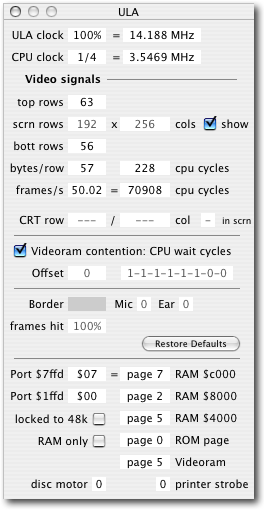 ULA
ULA clock 100% = 14.188 MHz
CPU clock 1/4 = 3.5469 MHz
Video signals
top rows 63
scrn rows 192 x 256 cols show
bott rows 56
bytes/row 57 228 cpu cycles
frames/s 50.02 = 70908 cpu cycles
CRT row --- / --- col - in scrn
Videoram contention: CPU wait cycles
Offset 0 1-1-1-1-1-1-0-0
Border Mic 0 Ear 0
frames hit 100%
Restore Defaults
Port $7ffd $07 = page 7 RAM $c000
Port $1ffd $00 page 2 RAM $8000
locked to 48k page 5 RAM $4000
RAM only page 0 ROM page
page 5 Videoram
disc motor 0 0 printer strobe